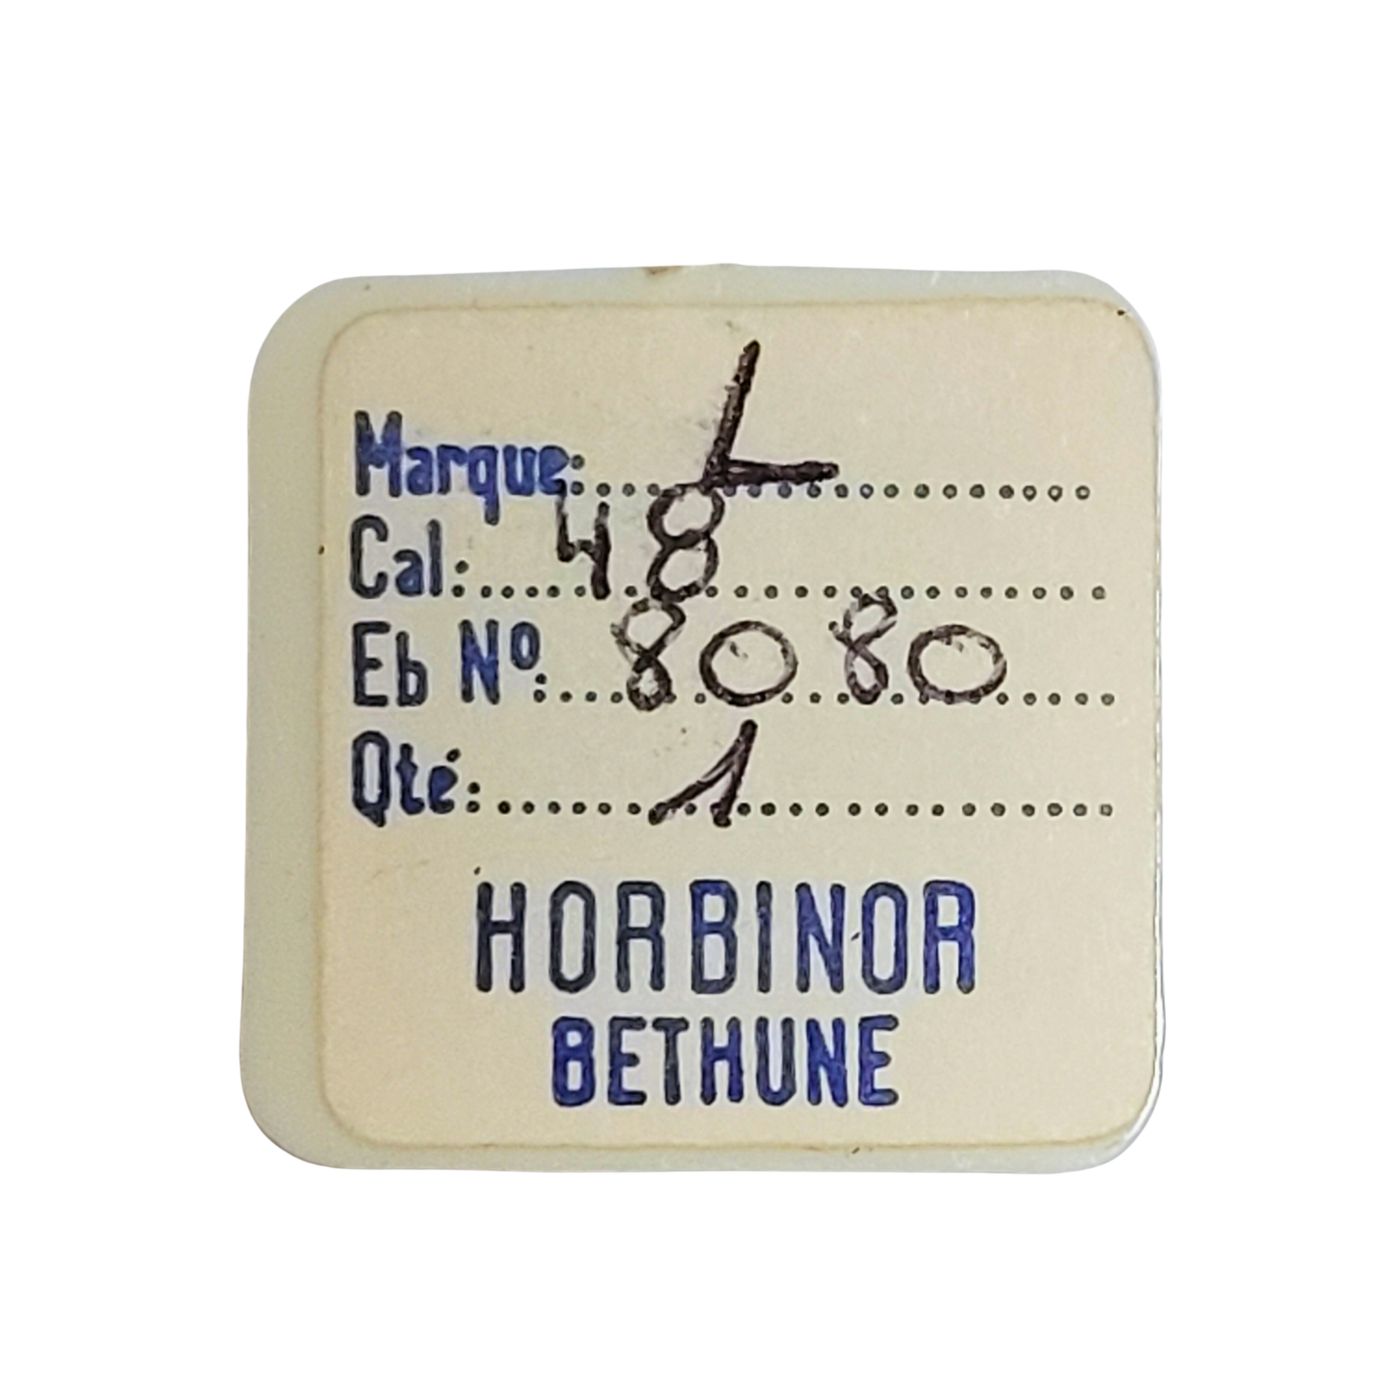 Marque: L
Cal: 48
Eb Nº: 8080
Qté: 1
HORBINOR
BETHUNE